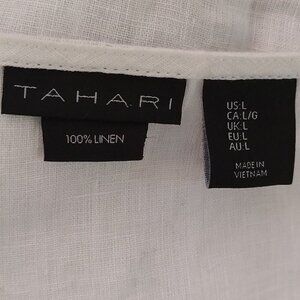 TAHARI
100% LINEN
US:L
CA:L/G
UK:L
EU:L
AU:L
MADE IN
VIETNAM